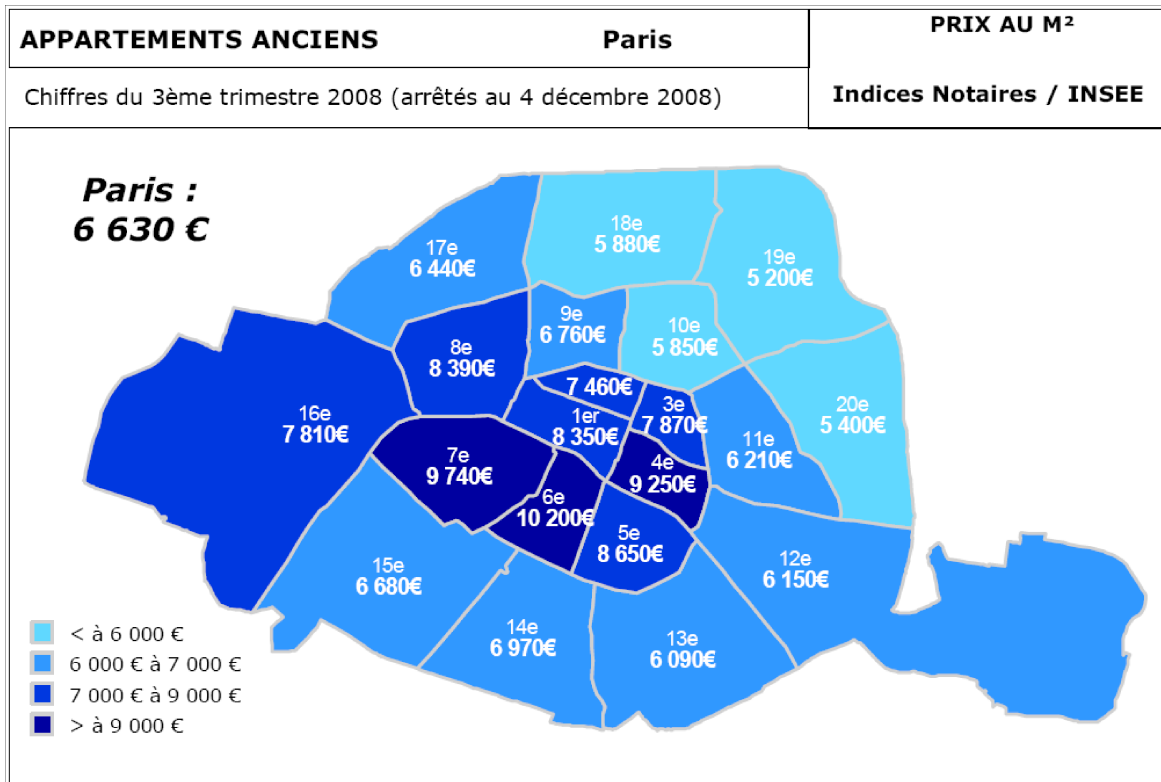 APPARTEMENTS ANCIENS
Paris
PRIX AU M²
Chiffres du 3ème trimestre 2008 (arrêtés au 4 décembre 2008)
Indices Notaires / INSEE
Paris :
6 630 €
18e
5 880€
17e
6 440€
19e
5 200€
9e
6 760€
10e
5 850€
8e
8 390€
7 460€
3e
7 870€
16e
7 810€
1er
8 350€
20e
5 400€
11e
6 210€
7e
9 740€
4e
9 250€
6e
10 200€
5e
8 650€
12e
6 150€
15e
6 680€
14e
6 970€
13e
6 090€
< à 6 000 €
6 000 € à 7 000 €
7 000 € à 9 000 €
> à 9 000 €